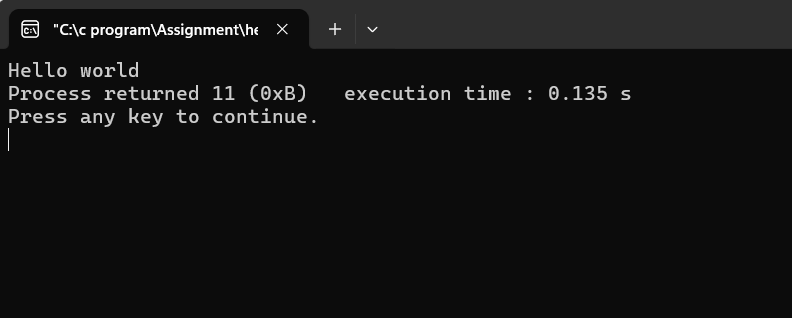 "C:\c program\Assignment\he
Hello world
Process returned 11 (0xB)   execution time : 0.135 s
Press any key to continue.